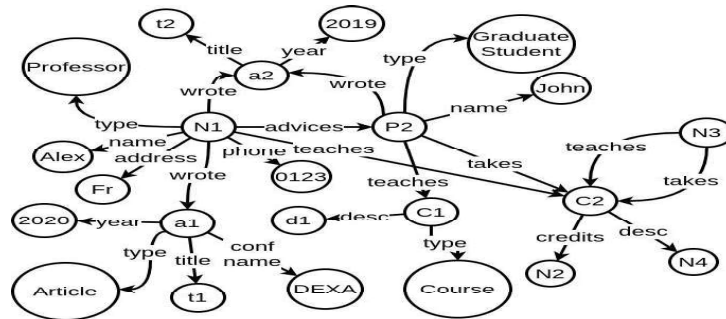 t2
2019
Graduate
Student
title
year
type
Professor
a2
wrote
wrote
name
John
type
N1
advices
P2
N3
name
phone
teaches
teaches
Alex
address
takes
Fr
wrote
0123
teaches
takes
C2
2020
year
a1
d1
desc
C1
conf
name
type
credits
desc
type
title
N2
N4
Article
t1
DEXA
Course